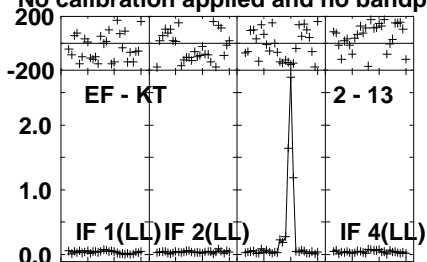 No calibration applied and no bandp
200
-200
EF - KT 2 - 13
2.0
1.0
IF 1(LL) IF 2(LL) IF 4(LL)
0.0